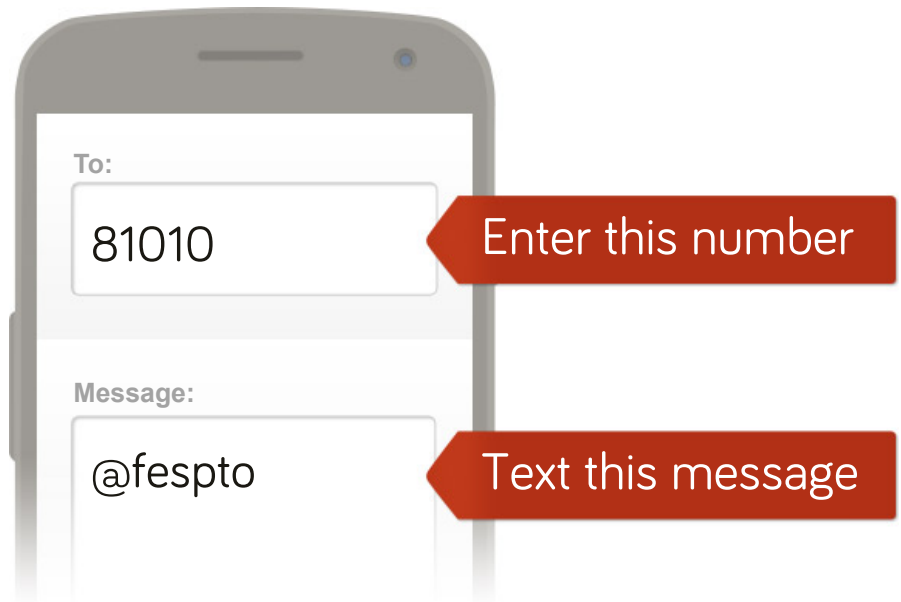 To:
81010
Enter this number
Message:
@fespto
Text this message